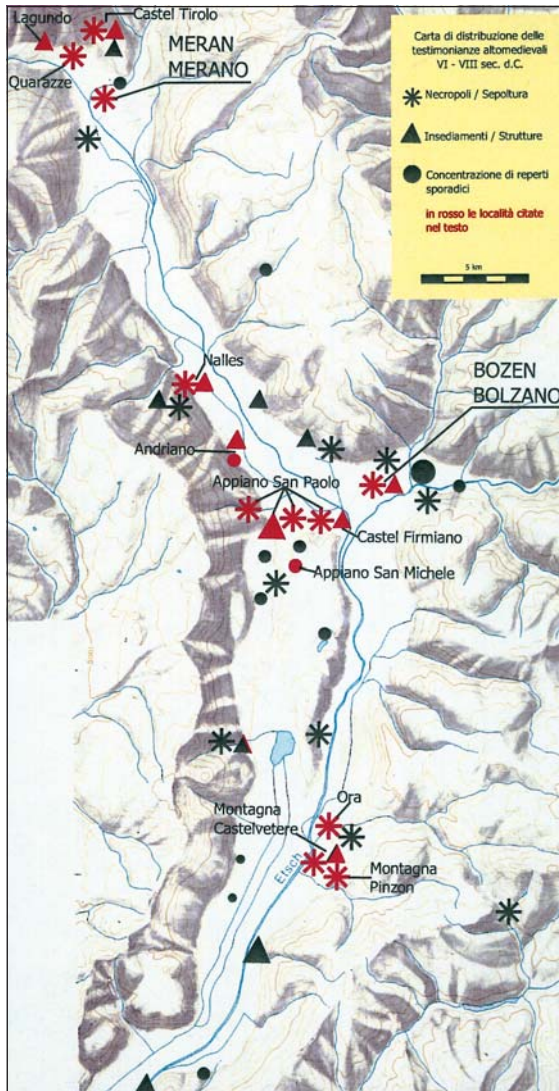 Lagundo
Castel Tirolo
MERAN
MERANO
Quarazze
Carta di distribuzione delle
testimonianze altomedievali
VI - VIII sec. d.C.
Necropoli / Sepoltura
Insediamenti / Strutture
Concentrazione di reperti
sporadici
in rosso le località citate
nel testo
5 km
Nalles
BOZEN
BOLZANO
Andriano
Appiano San Paolo
Castel Firmiano
Appiano San Michele
Ora
Montagna
Castelvetere
Etsch
Montagna
Pinzon